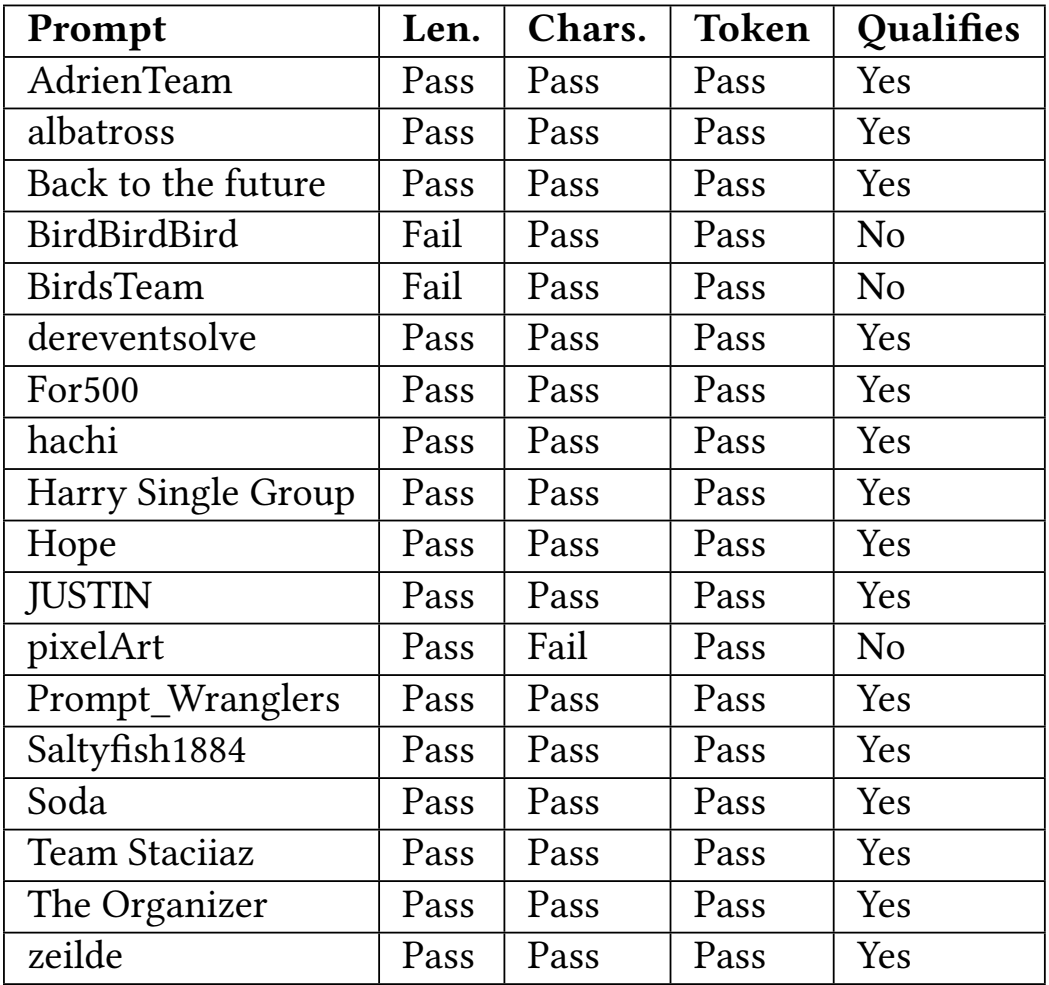 Prompt Len. Chars. Token Qualifies
AdrienTeam Pass Pass Pass Yes
albatross Pass Pass Pass Yes
Back to the future Pass Pass Pass Yes
BirdBirdBird Fail Pass Pass No
BirdsTeam Fail Pass Pass No
dereventsolve Pass Pass Pass Yes
For500 Pass Pass Pass Yes
hachi Pass Pass Pass Yes
Harry Single Group Pass Pass Pass Yes
Hope Pass Pass Pass Yes
JUSTIN Pass Pass Pass Yes
pixelArt Pass Fail Pass No
Prompt_Wranglers Pass Pass Pass Yes
Saltyfish1884 Pass Pass Pass Yes
Soda Pass Pass Pass Yes
Team Staciiaz Pass Pass Pass Yes
The Organizer Pass Pass Pass Yes
zeilde Pass Pass Pass Yes